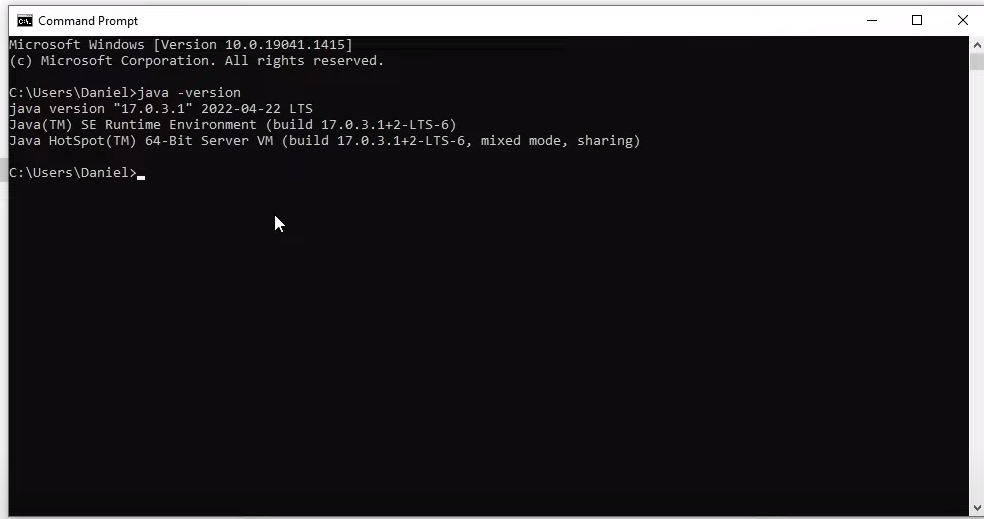 Command Prompt
Microsoft Windows [Version 10.0.19041.1415]
(c) Microsoft Corporation. All rights reserved.
C:\Users\Daniel>java -version
java version "17.0.3.1" 2022-04-22 LTS
Java(TM) SE Runtime Environment (build 17.0.3.1+2-LTS-6)
Java HotSpot(TM) 64-Bit Server VM (build 17.0.3.1+2-LTS-6, mixed mode, sharing)
C:\Users\Daniel>